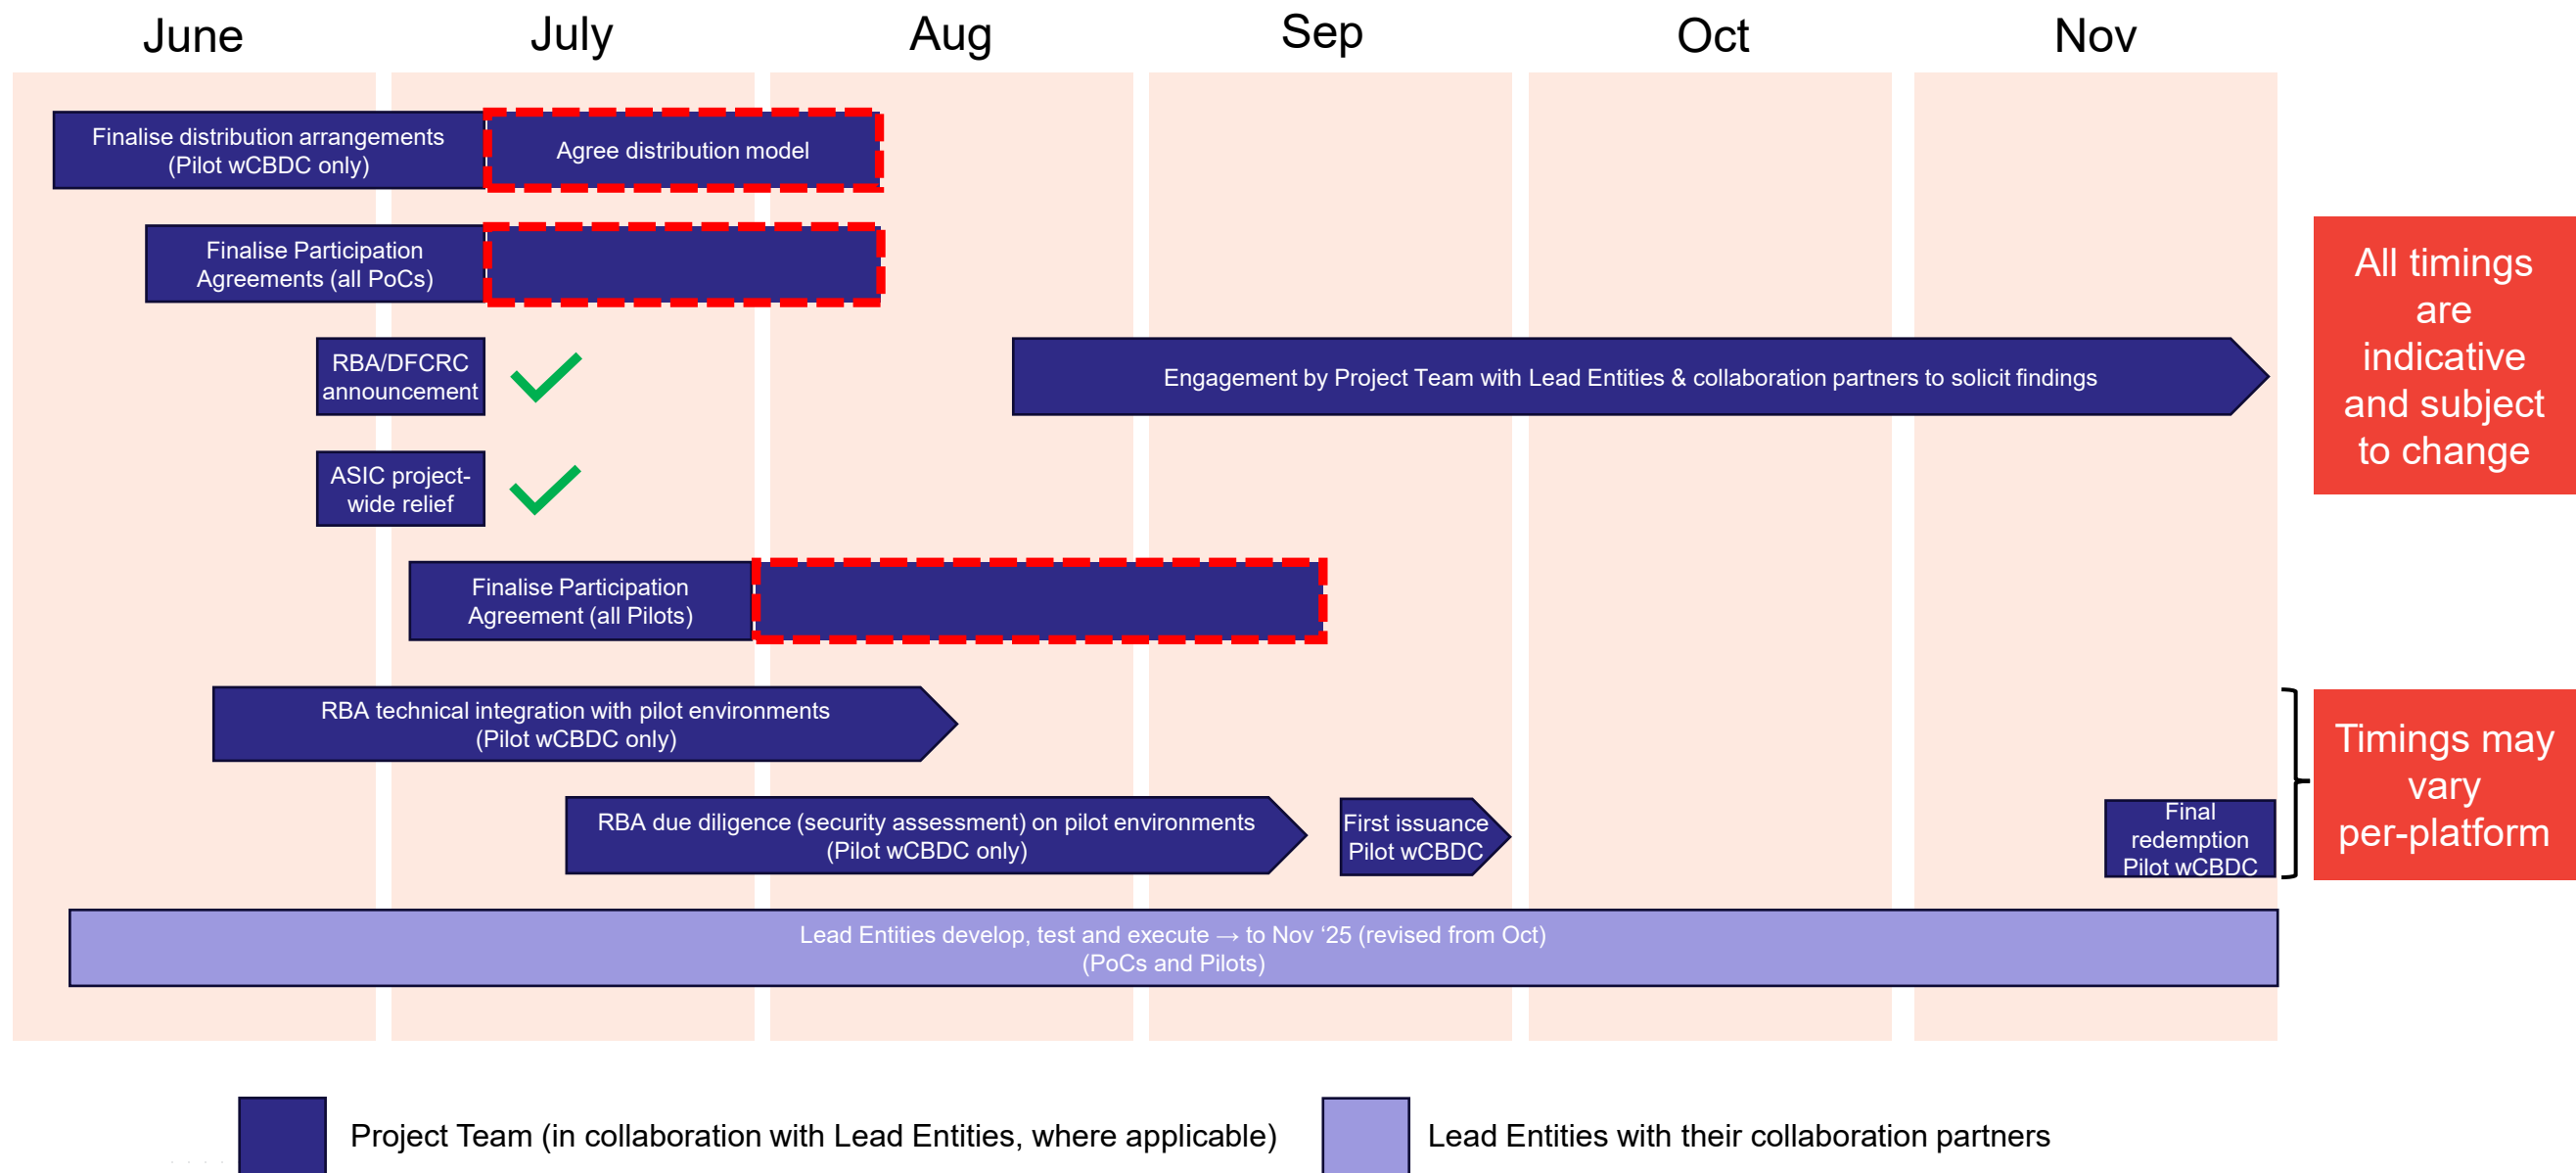 June
July
Aug
Sep
Oct
Nov
Finalise distribution arrangements
(Pilot wCBDC only)
Agree distribution model
Finalise Participation
Agreements (all PoCs)
RBA/DFCRC
announcement
Engagement by Project Team with Lead Entities & collaboration partners to solicit findings
ASIC project-
wide relief
Finalise Participation
Agreement (all Pilots)
RBA technical integration with pilot environments
(Pilot wCBDC only)
RBA due diligence (security assessment) on pilot environments
(Pilot wCBDC only)
First issuance
Pilot wCBDC
Final
redemption
Pilot wCBDC
Lead Entities develop, test and execute → to Nov ‘25 (revised from Oct)
(PoCs and Pilots)
All timings
are
indicative
and subject
to change
Timings may
vary
per-platform
Project Team (in collaboration with Lead Entities, where applicable)
Lead Entities with their collaboration partners